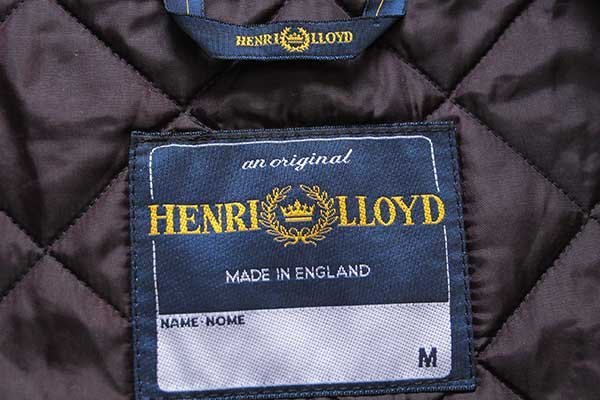 HENRI LLOYD
an original
HENRI LLOYD
MADE IN ENGLAND
NAME·NOME
M